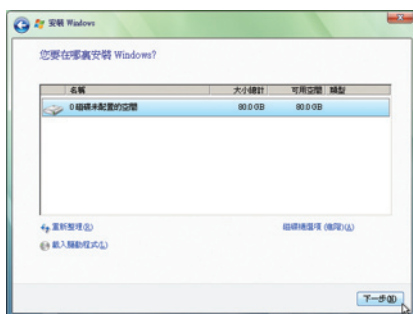 安裝 Windows
您要在哪裏安裝 Windows?
名稱 大小總計 可用空間 類型
0 磁碟未配置的空間 80.0 GB 80.0 GB
重新整理(R) 磁碟機選項 (進階)(A)
載入驅動程式(L)
下一步(N)